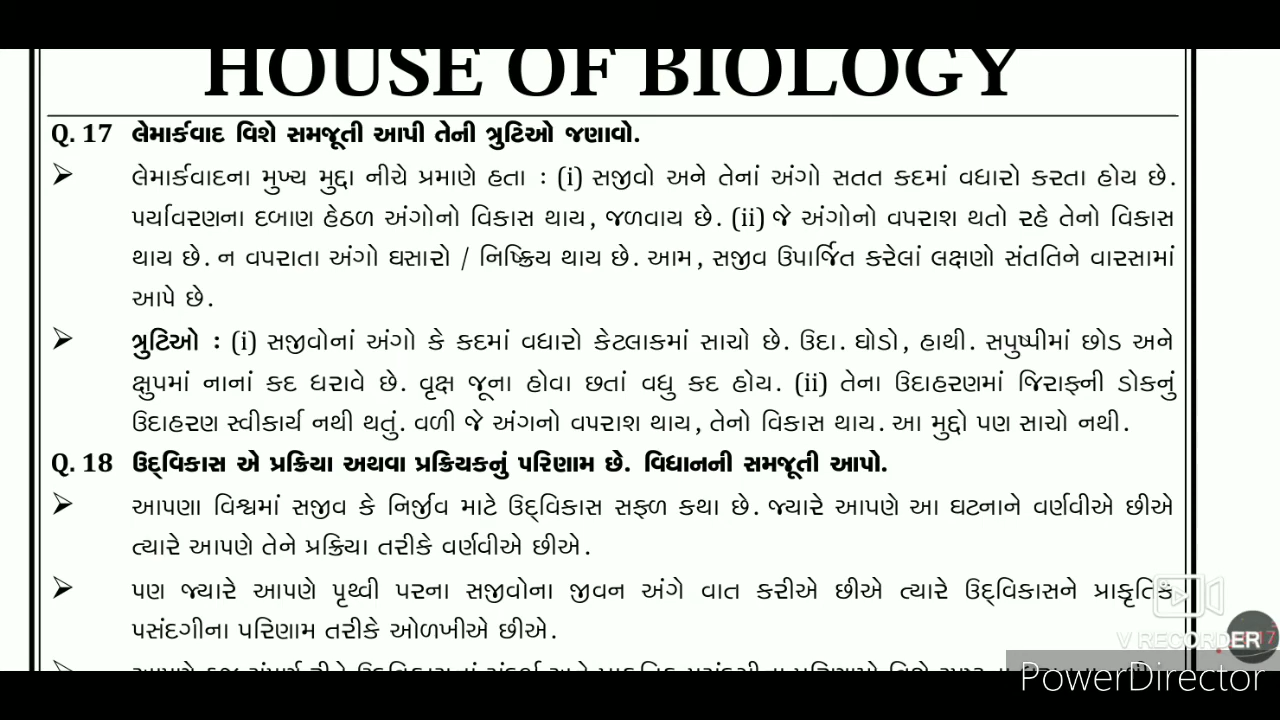 HOUSE OF BIOLOGY
Q. 17 લેમાર્કવાદ વિશે સમજૂતી આપી તેની ત્રુટિઓ જણાવો.
➢ લેમાર્કવાદના મુખ્ય મુદ્દા નીચે પ્રમાણે હતા : (i) સજીવો અને તેનાં અંગો સતત કદમાં વધારો કરતા હોય છે.
પર્યાવરણના દબાણ હેઠળ અંગોનો વિકાસ થાય, જળવાય છે. (ii) જે અંગોનો વપરાશ થતો રહે તેનો વિકાસ
થાય છે. ન વપરાતા અંગો ઘસારો / નિષ્ક્રિય થાય છે. આમ, સજીવ ઉપાર્જિત કરેલાં લક્ષણો સંતતિને વારસામાં
આપે છે.
➢ ત્રુટિઓ : (i) સજીવોનાં અંગો કે કદમાં વધારો કેટલાકમાં સાચો છે. ઉદા. ઘોડો, હાથી. સપુષ્પીમાં છોડ અને
ક્ષુપમાં નાનાં કદ ધરાવે છે. વૃક્ષ જૂના હોવા છતાં વધુ કદ હોય. (ii) તેના ઉદાહરણમાં જિરાફની ડોકનું
ઉદાહરણ સ્વીકાર્ય નથી થતું. વળી જે અંગનો વપરાશ થાય, તેનો વિકાસ થાય. આ મુદ્દો પણ સાચો નથી.
Q. 18 ઉદ્‌વિકાસ એ પ્રક્રિયા અથવા પ્રક્રિયકનું પરિણામ છે. વિધાનની સમજૂતી આપો.
➢ આપણા વિશ્વમાં સજીવ કે નિર્જીવ માટે ઉદ્‌વિકાસ સફળ કથા છે. જ્યારે આપણે આ ઘટનાને વર્ણવીએ છીએ
ત્યારે આપણે તેને પ્રક્રિયા તરીકે વર્ણવીએ છીએ.
➢ પણ જ્યારે આપણે પૃથ્વી પરના સજીવોના જીવન અંગે વાત કરીએ છીએ ત્યારે ઉદ્‌વિકાસને પ્રાકૃતિક
પસંદગીના પરિણામ તરીકે ઓળખીએ છીએ.
V RECORDER
PowerDirector